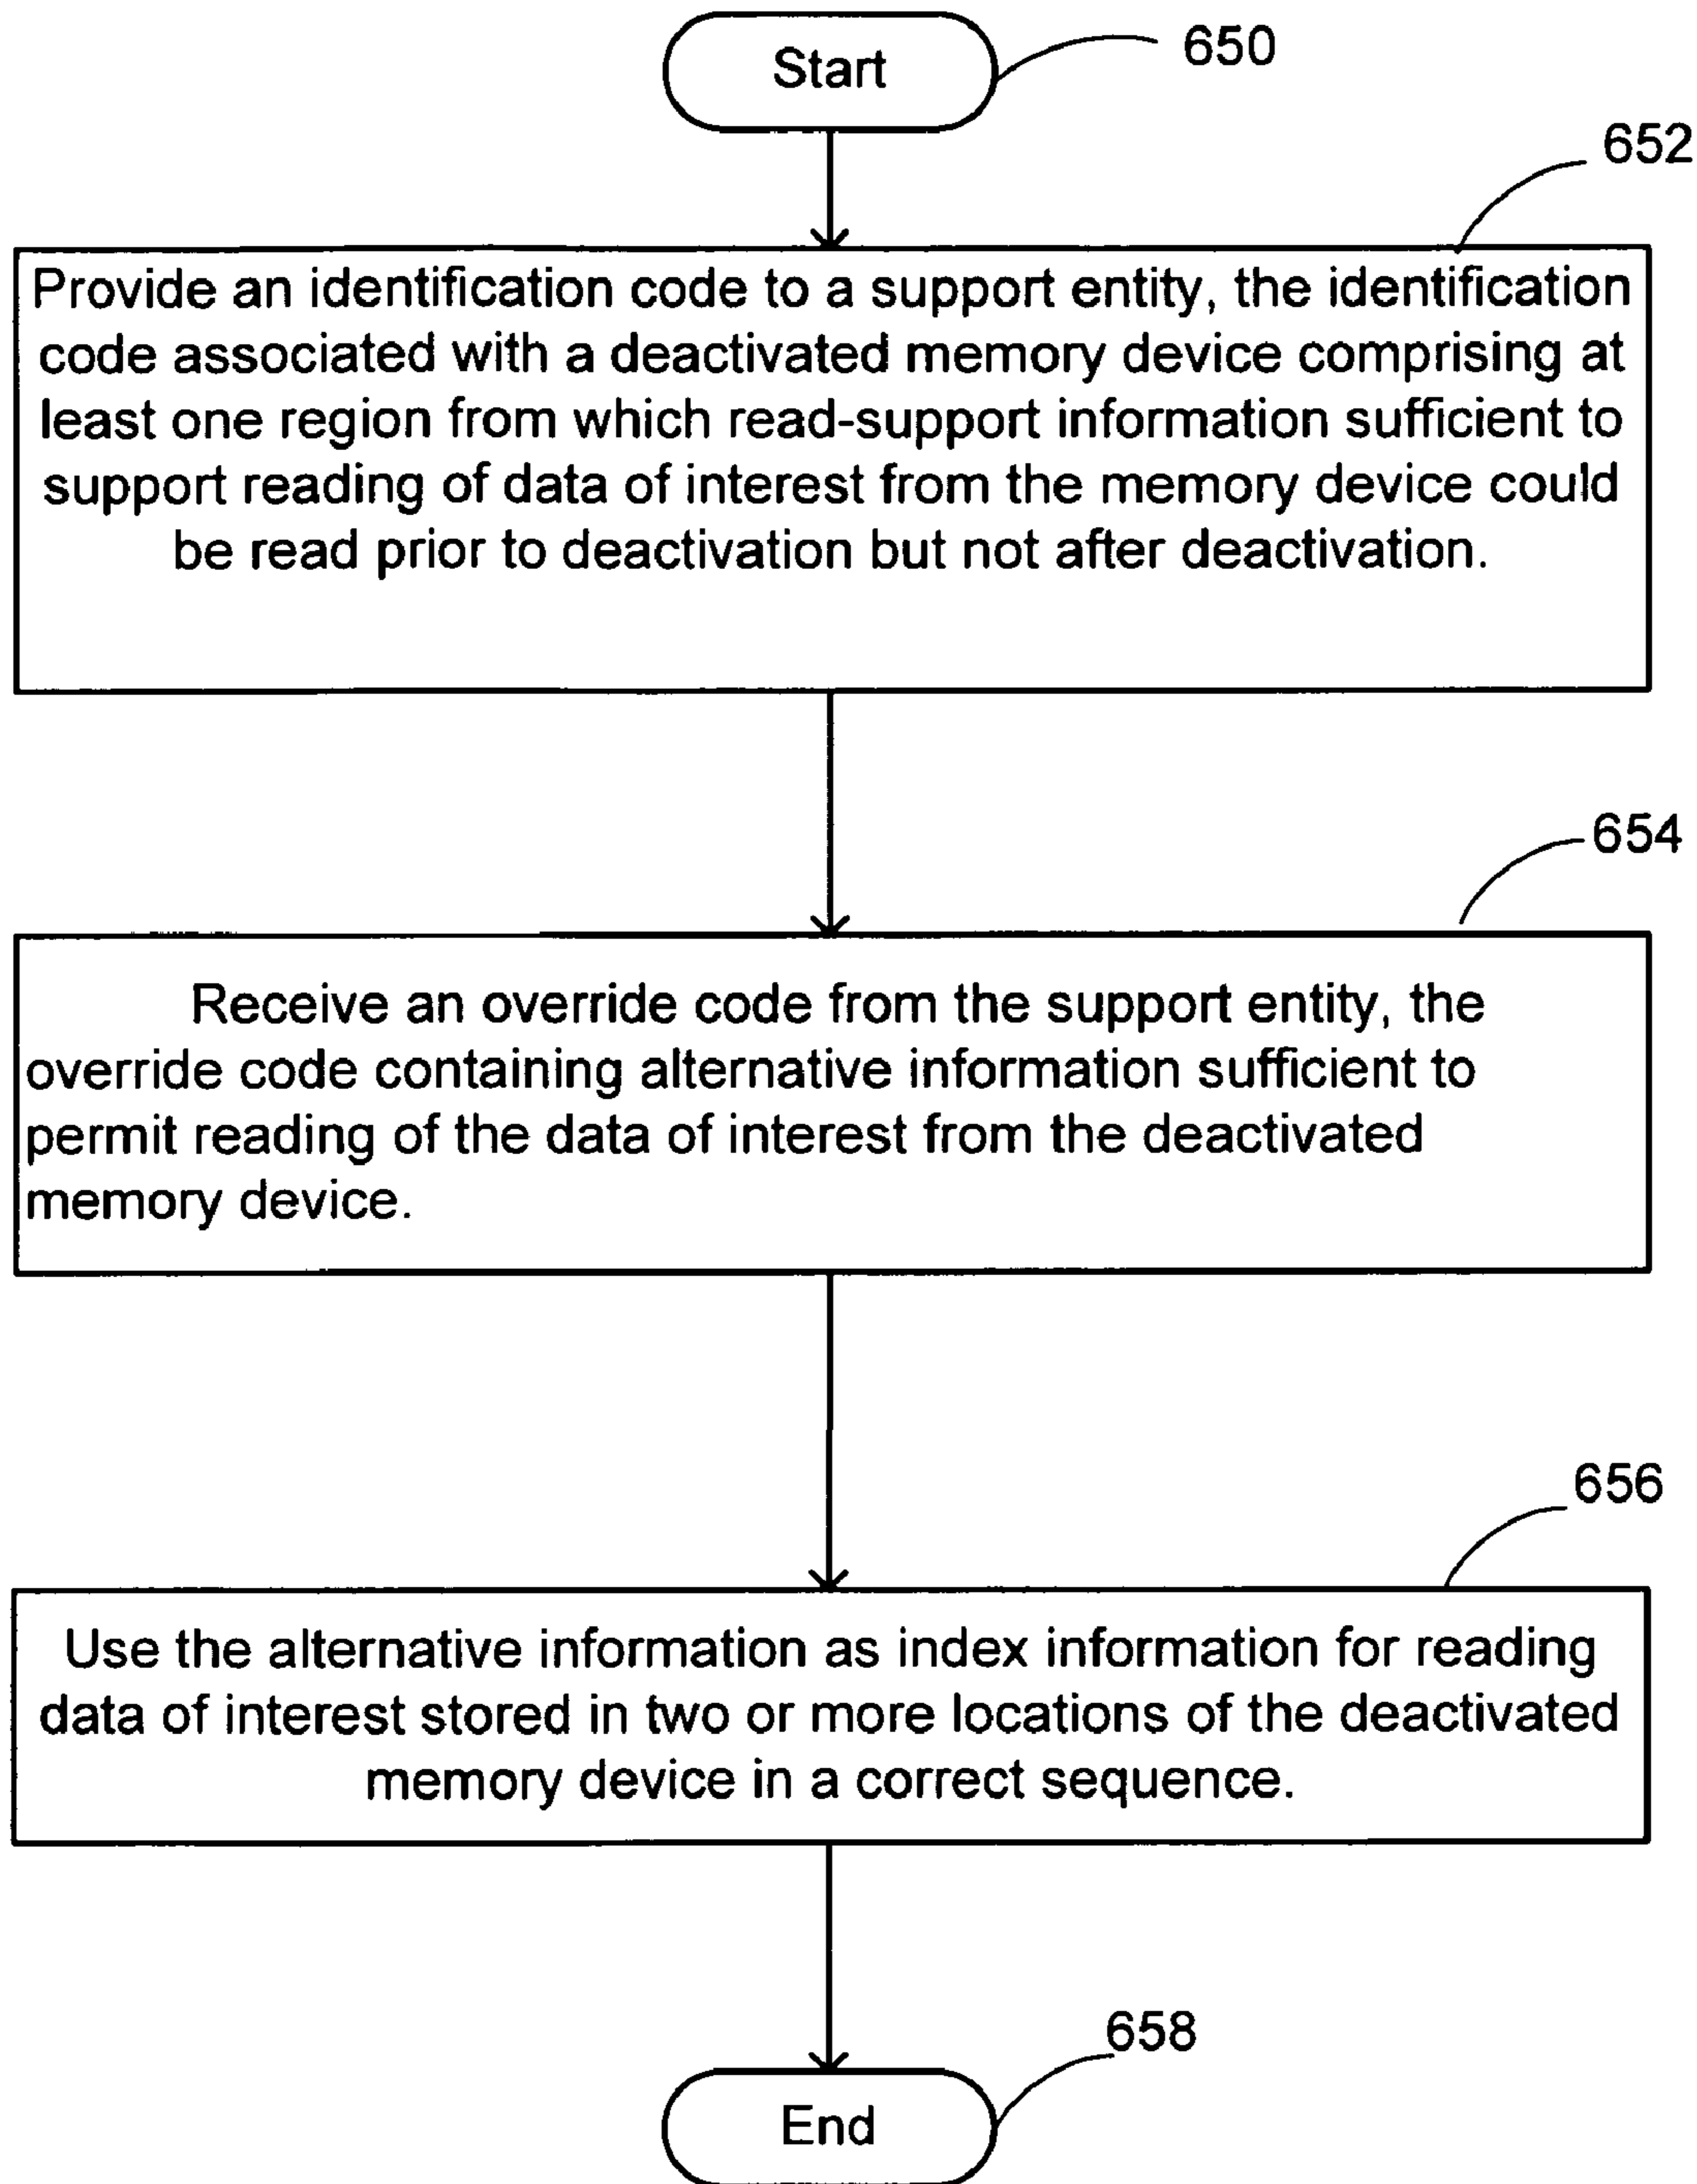 Start
650
652
Provide an identification code to a support entity, the identification
code associated with a deactivated memory device comprising at
least one region from which read-support information sufficient to
support reading of data of interest from the memory device could
be read prior to deactivation but not after deactivation.
654
Receive an override code from the support entity, the
override code containing alternative information sufficient to
permit reading of the data of interest from the deactivated
memory device.
656
Use the alternative information as index information for reading
data of interest stored in two or more locations of the deactivated
memory device in a correct sequence.
658
End